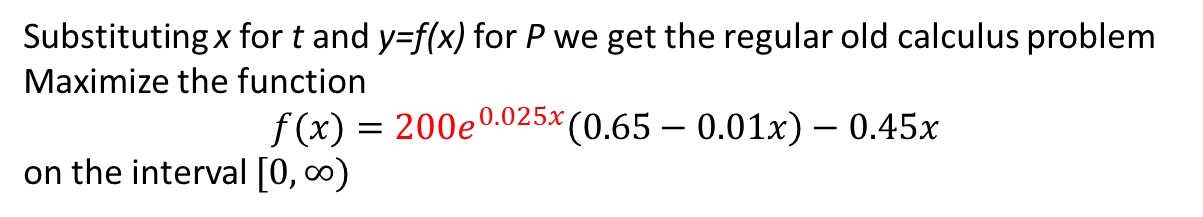 Substituting x for t and y=f(x) for P we get the regular old calculus problem
Maximize the function
f(x) = 200e^{0.025x}(0.65 − 0.01x) − 0.45x
on the interval [0, ∞)